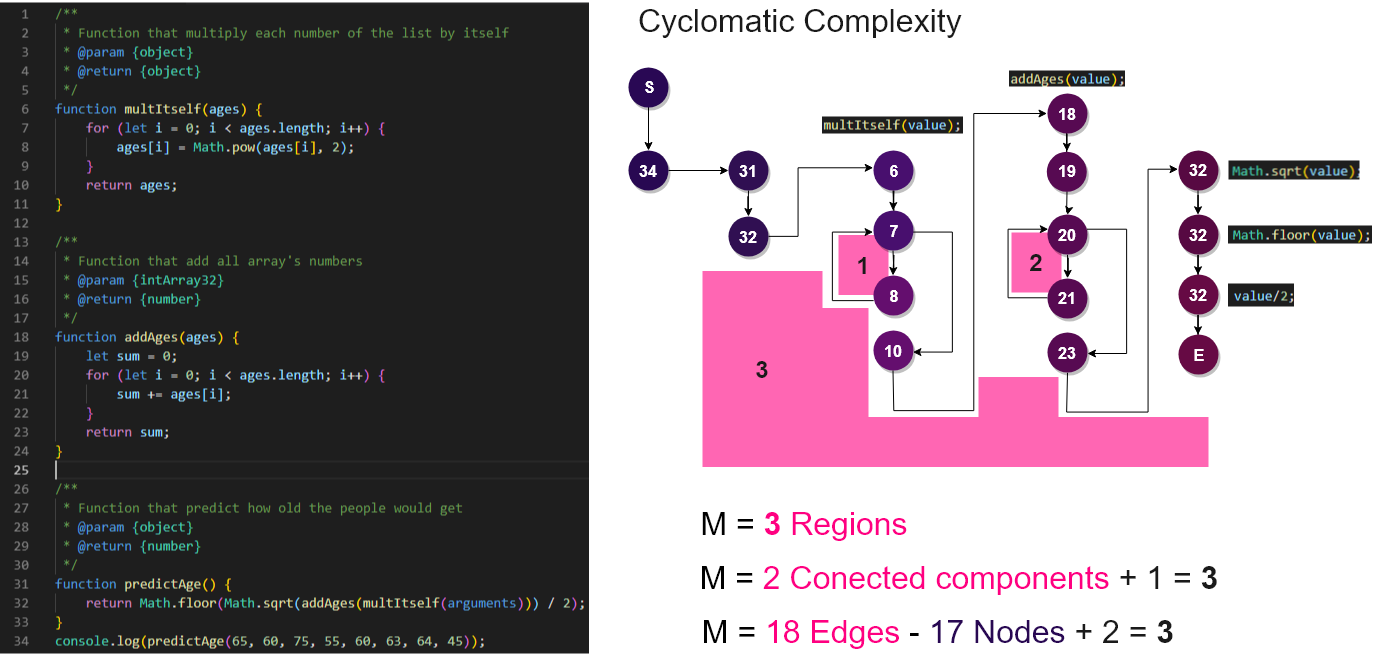 1 /**
2  * Function that multiply each number of the list by itself
3  * @param {object}
4  * @return {object}
5  */
6 function multItself(ages) {
7     for (let i = 0; i < ages.length; i++) {
8         ages[i] = Math.pow(ages[i], 2);
9     }
10     return ages;
11 }
12
13 /**
14  * Function that add all array's numbers
15  * @param {intArray32}
16  * @return {number}
17  */
18 function addAges(ages) {
19     let sum = 0;
20     for (let i = 0; i < ages.length; i++) {
21         sum += ages[i];
22     }
23     return sum;
24 }
25
26 /**
27  * Function that predict how old the people would get
28  * @param {object}
29  * @return {number}
30  */
31 function predictAge() {
32     return Math.floor(Math.sqrt(addAges(multItself(arguments))) / 2);
33 }
34 console.log(predictAge(65, 60, 75, 55, 60, 63, 64, 45));
Cyclomatic Complexity
S
34
31
32
multItself(value);
6
7
1
8
10
addAges(value);
18
19
20
2
21
23
32
Math.sqrt(value);
32
Math.floor(value);
32
value/2;
E
3
M = 3 Regions
M = 2 Conected components + 1 = 3
M = 18 Edges - 17 Nodes + 2 = 3